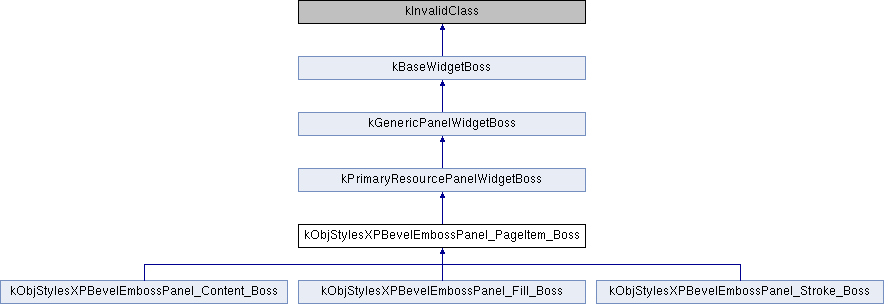 kInvalidClass
kBaseWidgetBoss
kGenericPanelWidgetBoss
kPrimaryResourcePanelWidgetBoss
kObjStylesXPBevelEmbossPanel_PageItem_Boss
kObjStylesXPBevelEmbossPanel_Content_Boss
kObjStylesXPBevelEmbossPanel_Fill_Boss
kObjStylesXPBevelEmbossPanel_Stroke_Boss